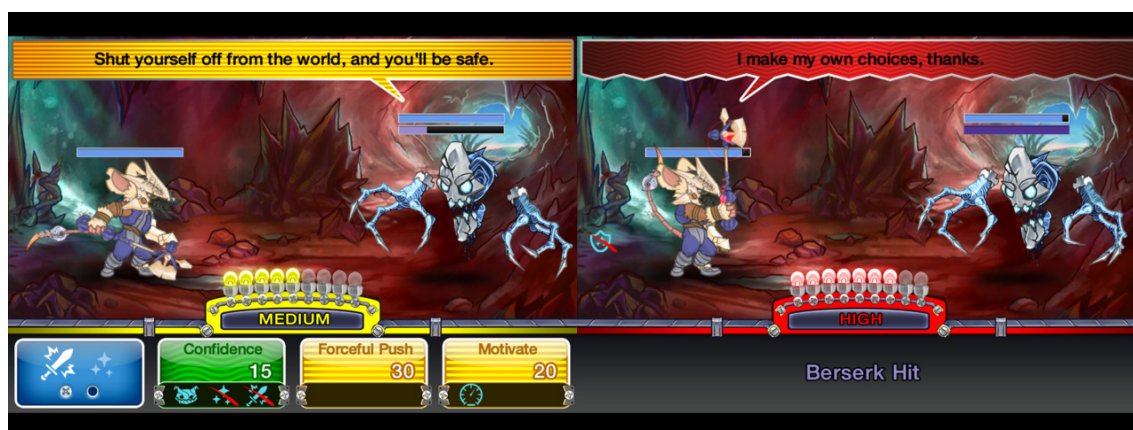 Shut yourself off from the world, and you'll be safe.
MEDIUM
Confidence
15
Forceful Push
30
Motivate
20
I make my own choices, thanks.
HIGH
Berserk Hit